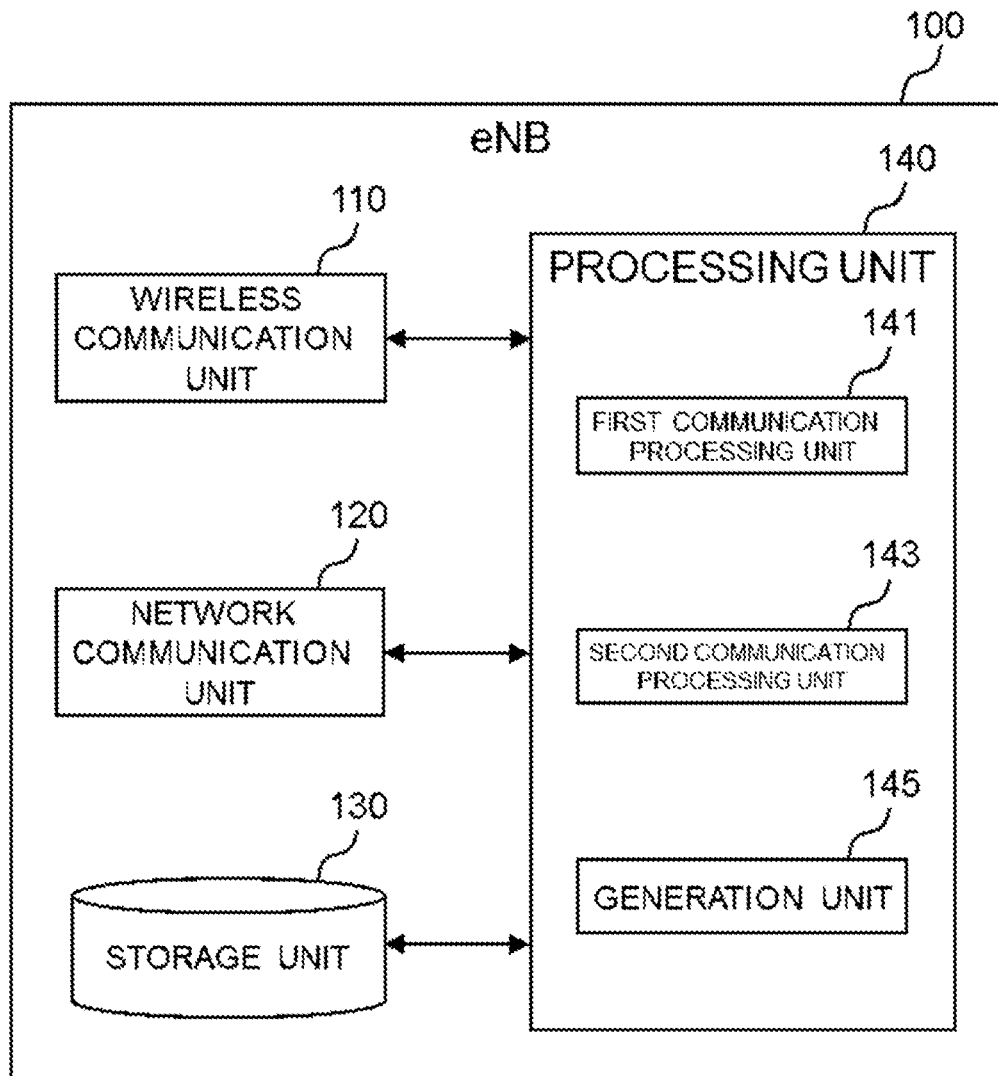 100
eNB
110
140
WIRELESS
COMMUNICATION
UNIT
PROCESSING UNIT
141
FIRST COMMUNICATION
PROCESSING UNIT
120
NETWORK
COMMUNICATION
UNIT
143
SECOND COMMUNICATION
PROCESSING UNIT
130
STORAGE UNIT
145
GENERATION UNIT